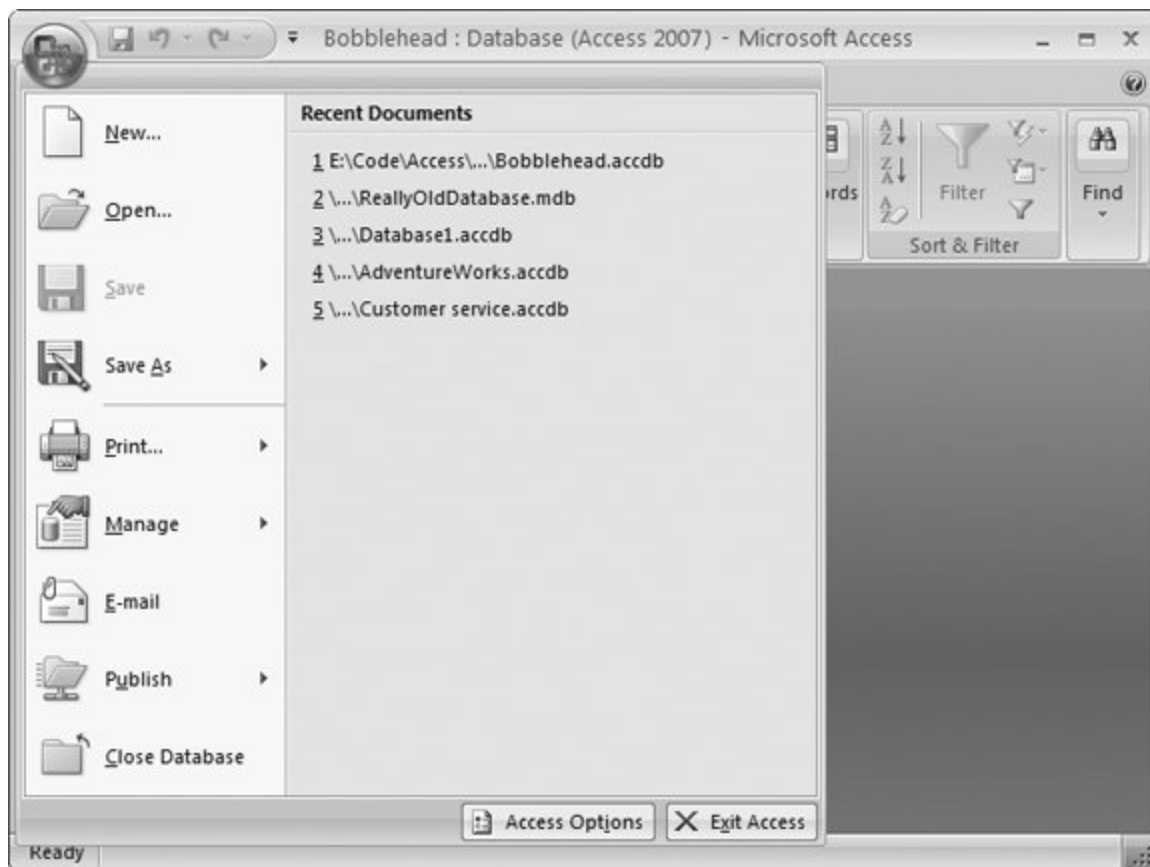 Bobblehead : Database (Access 2007) - Microsoft Access
New...
Open...
Save
Save As
Print...
Manage
E-mail
Publish
Close Database
Recent Documents
1 E:\Code\Access\...\Bobblehead.accdb
2 \...\ReallyOldDatabase.mdb
3 \...\Database1.accdb
4 \...\AdventureWorks.accdb
5 \...\Customer service.accdb
rds
Filter
Sort & Filter
Find
Access Options
Exit Access
Ready